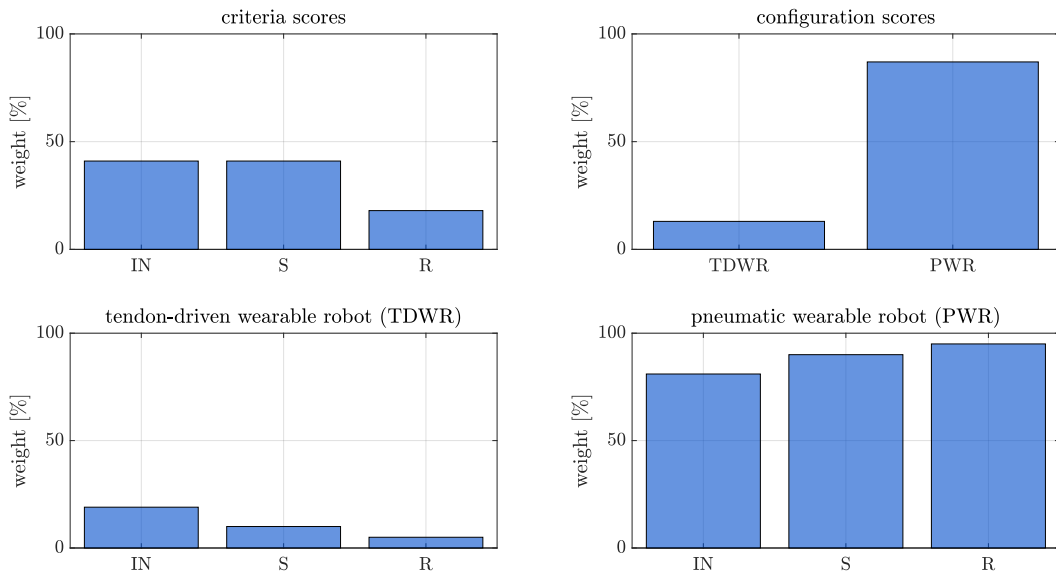 criteria scores
100
50
0
weight [%]
IN S R
configuration scores
100
50
0
weight [%]
TDWR PWR
tendon-driven wearable robot (TDWR)
100
50
0
weight [%]
IN S R
pneumatic wearable robot (PWR)
100
50
0
weight [%]
IN S R